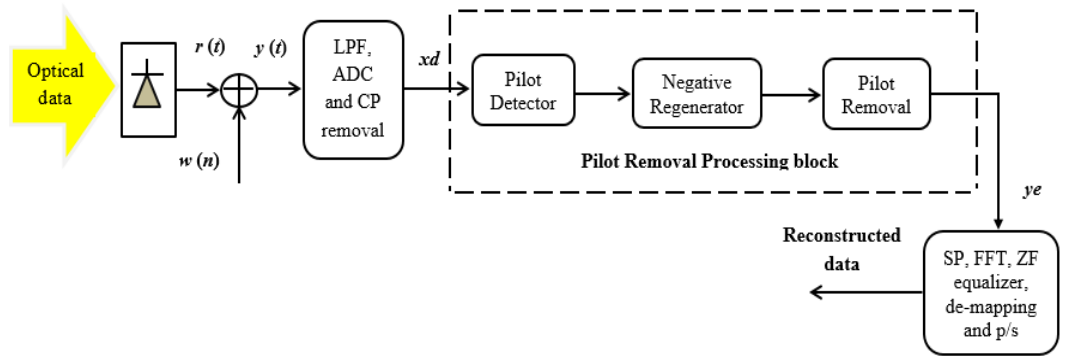 Optical
data
r (t)
y (t)
w (n)
LPF,
ADC
and CP
removal
xd
Pilot
Detector
Negative
Regenerator
Pilot
Removal
Pilot Removal Processing block
ye
SP, FFT, ZF
equalizer,
de-mapping
and p/s
Reconstructed
data